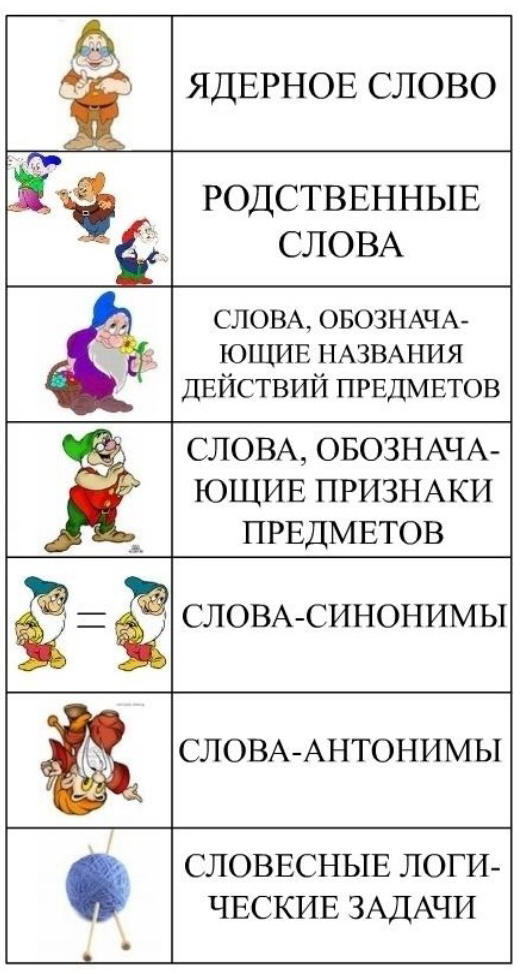 ЯДЕРНОЕ СЛОВО
РОДСТВЕННЫЕ
СЛОВА
СЛОВА, ОБОЗНАЧА-
ЮЩИЕ НАЗВАНИЯ
ДЕЙСТВИЙ ПРЕДМЕТОВ
СЛОВА, ОБОЗНАЧА-
ЮЩИЕ ПРИЗНАКИ
ПРЕДМЕТОВ
=
СЛОВА-СИНОНИМЫ
СЛОВА-АНТОНИМЫ
СЛОВЕСНЫЕ ЛОГИ-
ЧЕСКИЕ ЗАДАЧИ